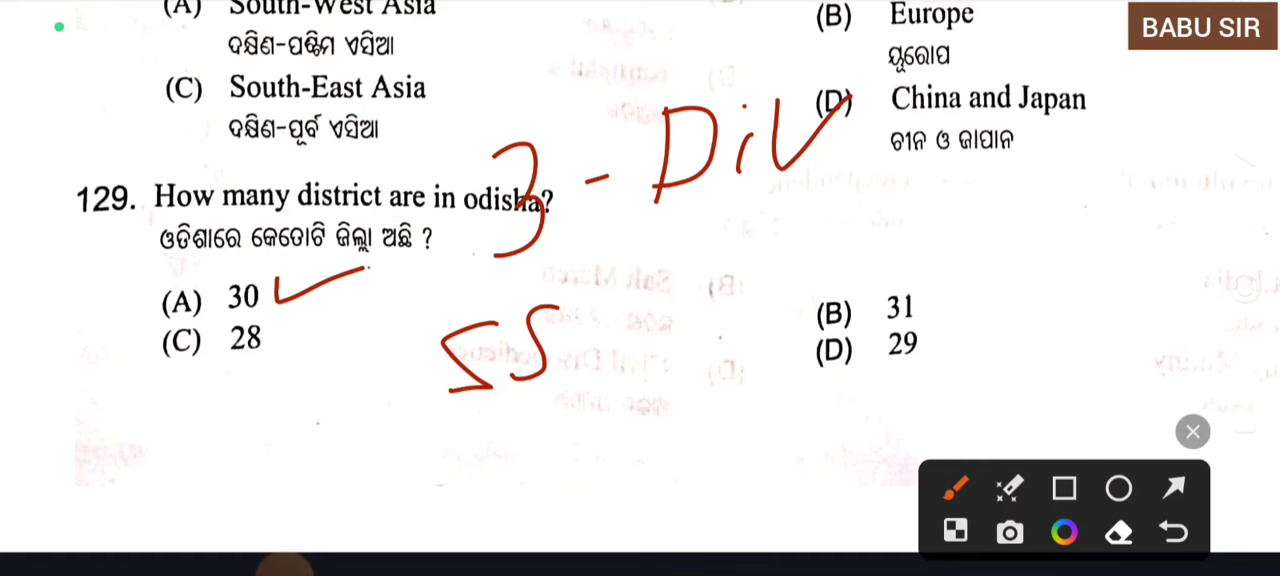 (A) South-West Asia
ଦକ୍ଷିଣ-ପଶ୍ଚିମ ଏସିଆ
(B) Europe
ୟୁରୋପ
BABU SIR
(C) South-East Asia
ଦକ୍ଷିଣ-ପୂର୍ବ ଏସିଆ
(D) China and Japan
ଚୀନ ଓ ଜାପାନ
3 - Div
129. How many district are in odisha?
ଓଡିଶାରେ କେତୋଟି ଜିଲ୍ଲା ଅଛି ?
(A) 30
(B) 31
(C) 28
(D) 29